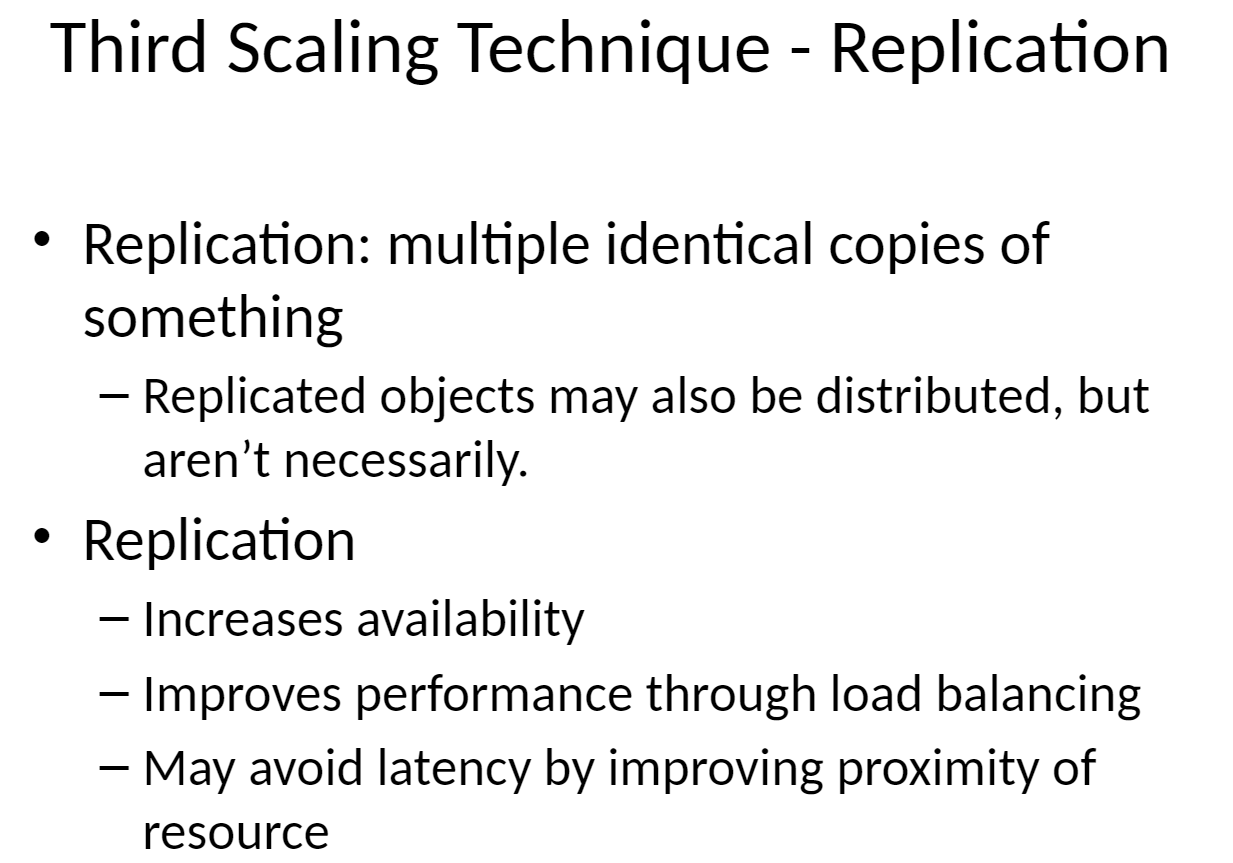 Third Scaling Technique - Replication
• Replication: multiple identical copies of
something
– Replicated objects may also be distributed, but
aren’t necessarily.
• Replication
– Increases availability
– Improves performance through load balancing
– May avoid latency by improving proximity of
resource